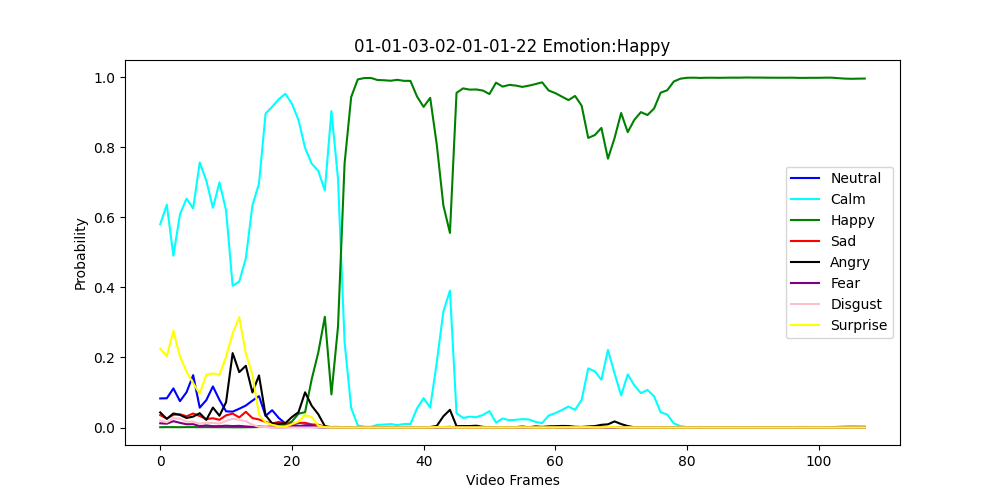 01-01-03-02-01-01-22 Emotion:Happy
1.0
0.8
0.6
0.4
0.2
0.0
Probability
0 20 40 60 80 100
Video Frames
Neutral
Calm
Happy
Sad
Angry
Fear
Disgust
Surprise